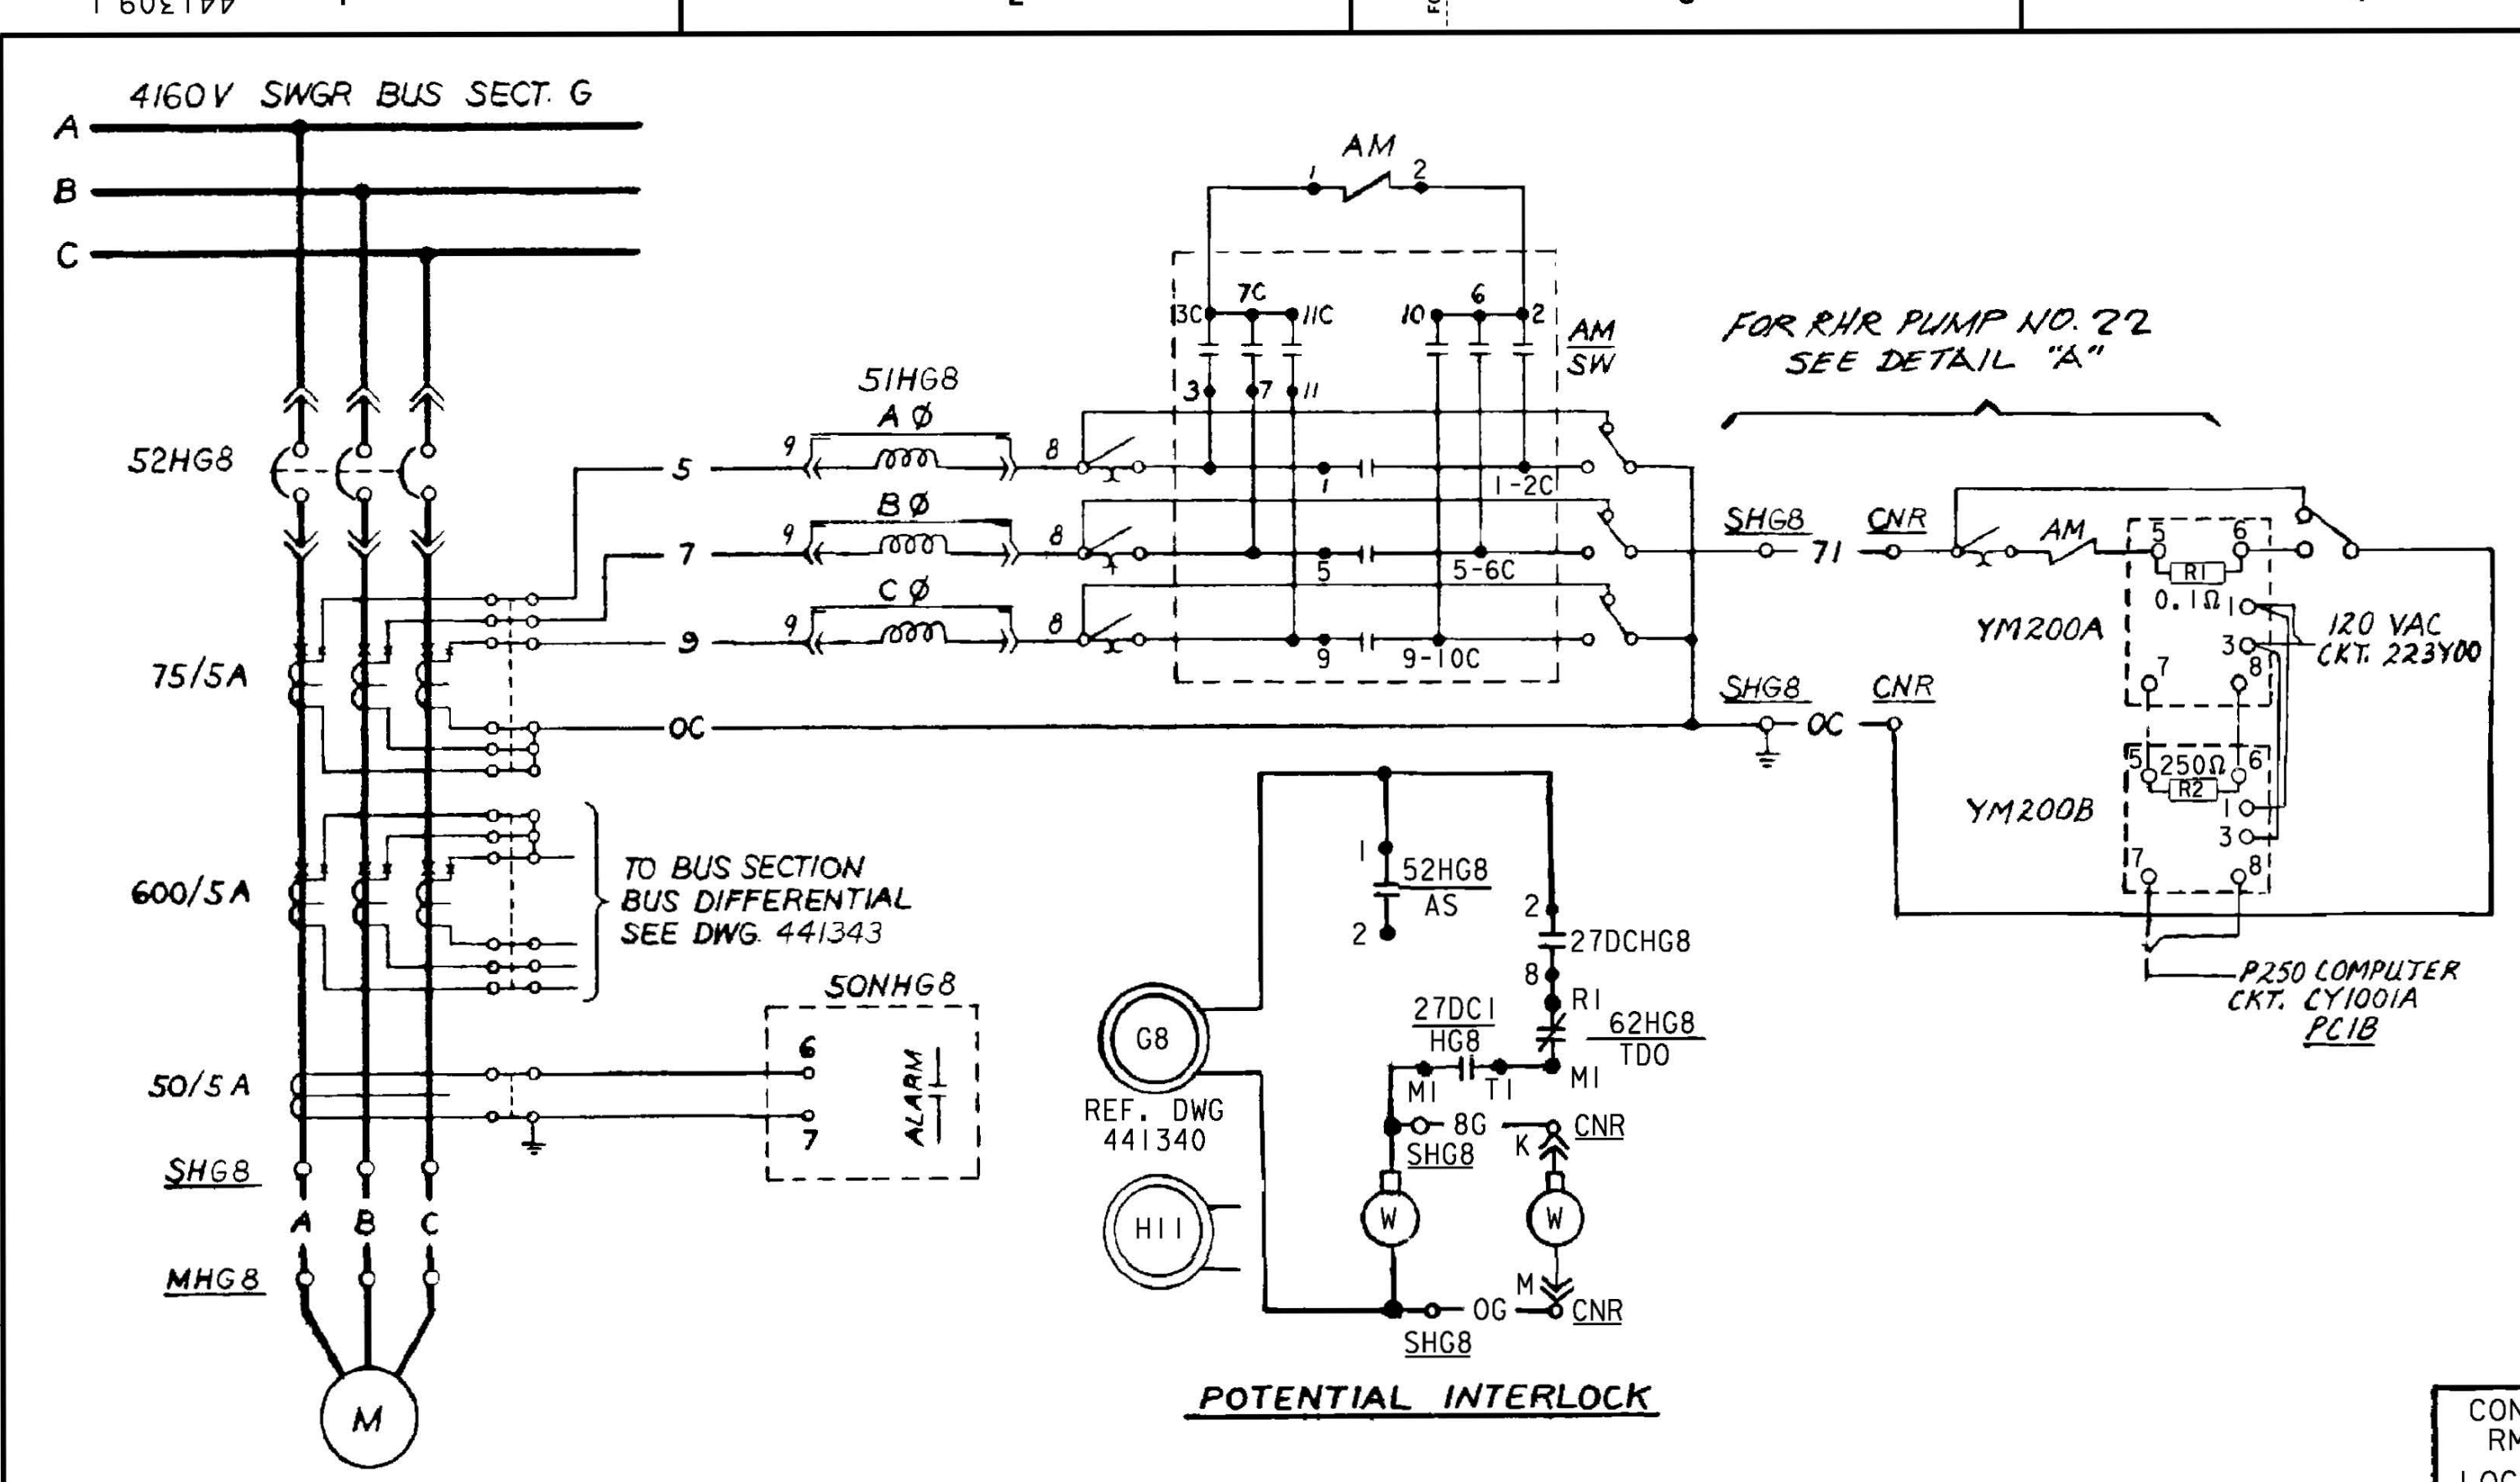 441309
4160V SWGR BUS SECT. G
A
B
C
52HG8
75/5A
600/5A
50/5A
SHG8
A B C
MHG8
M
5
7
9
OC
TO BUS SECTION
BUS DIFFERENTIAL
SEE DWG. 441343
50NHG8
6
7
ALARM
51HG8
AØ
9 8
BØ
9 8
CØ
9 8
AM
1 2
3C 7C 11C
10 6 2
3 7 11
AM
SW
1 1-2C
5 5-6C
9 9-10C
FOR RHR PUMP NO. 22
SEE DETAIL "A"
SHG8 CNR
71
AM
5 6
R1
0.1Ω 1
3
7 8
YM200A
120 VAC
CKT. 223Y00
SHG8 CNR
OC
5 250Ω 6
R2
1
3
7 8
YM200B
P250 COMPUTER
CKT. CY1001A
PC1B
1
52HG8
AS
2
2
27DCHG8
8
R1
62HG8
TDO
M1
27DC1
HG8
M1 T1
8G
SHG8
K
CNR
W W
M
OG
CNR
SHG8
G8
REF. DWG
441340
H11
POTENTIAL INTERLOCK